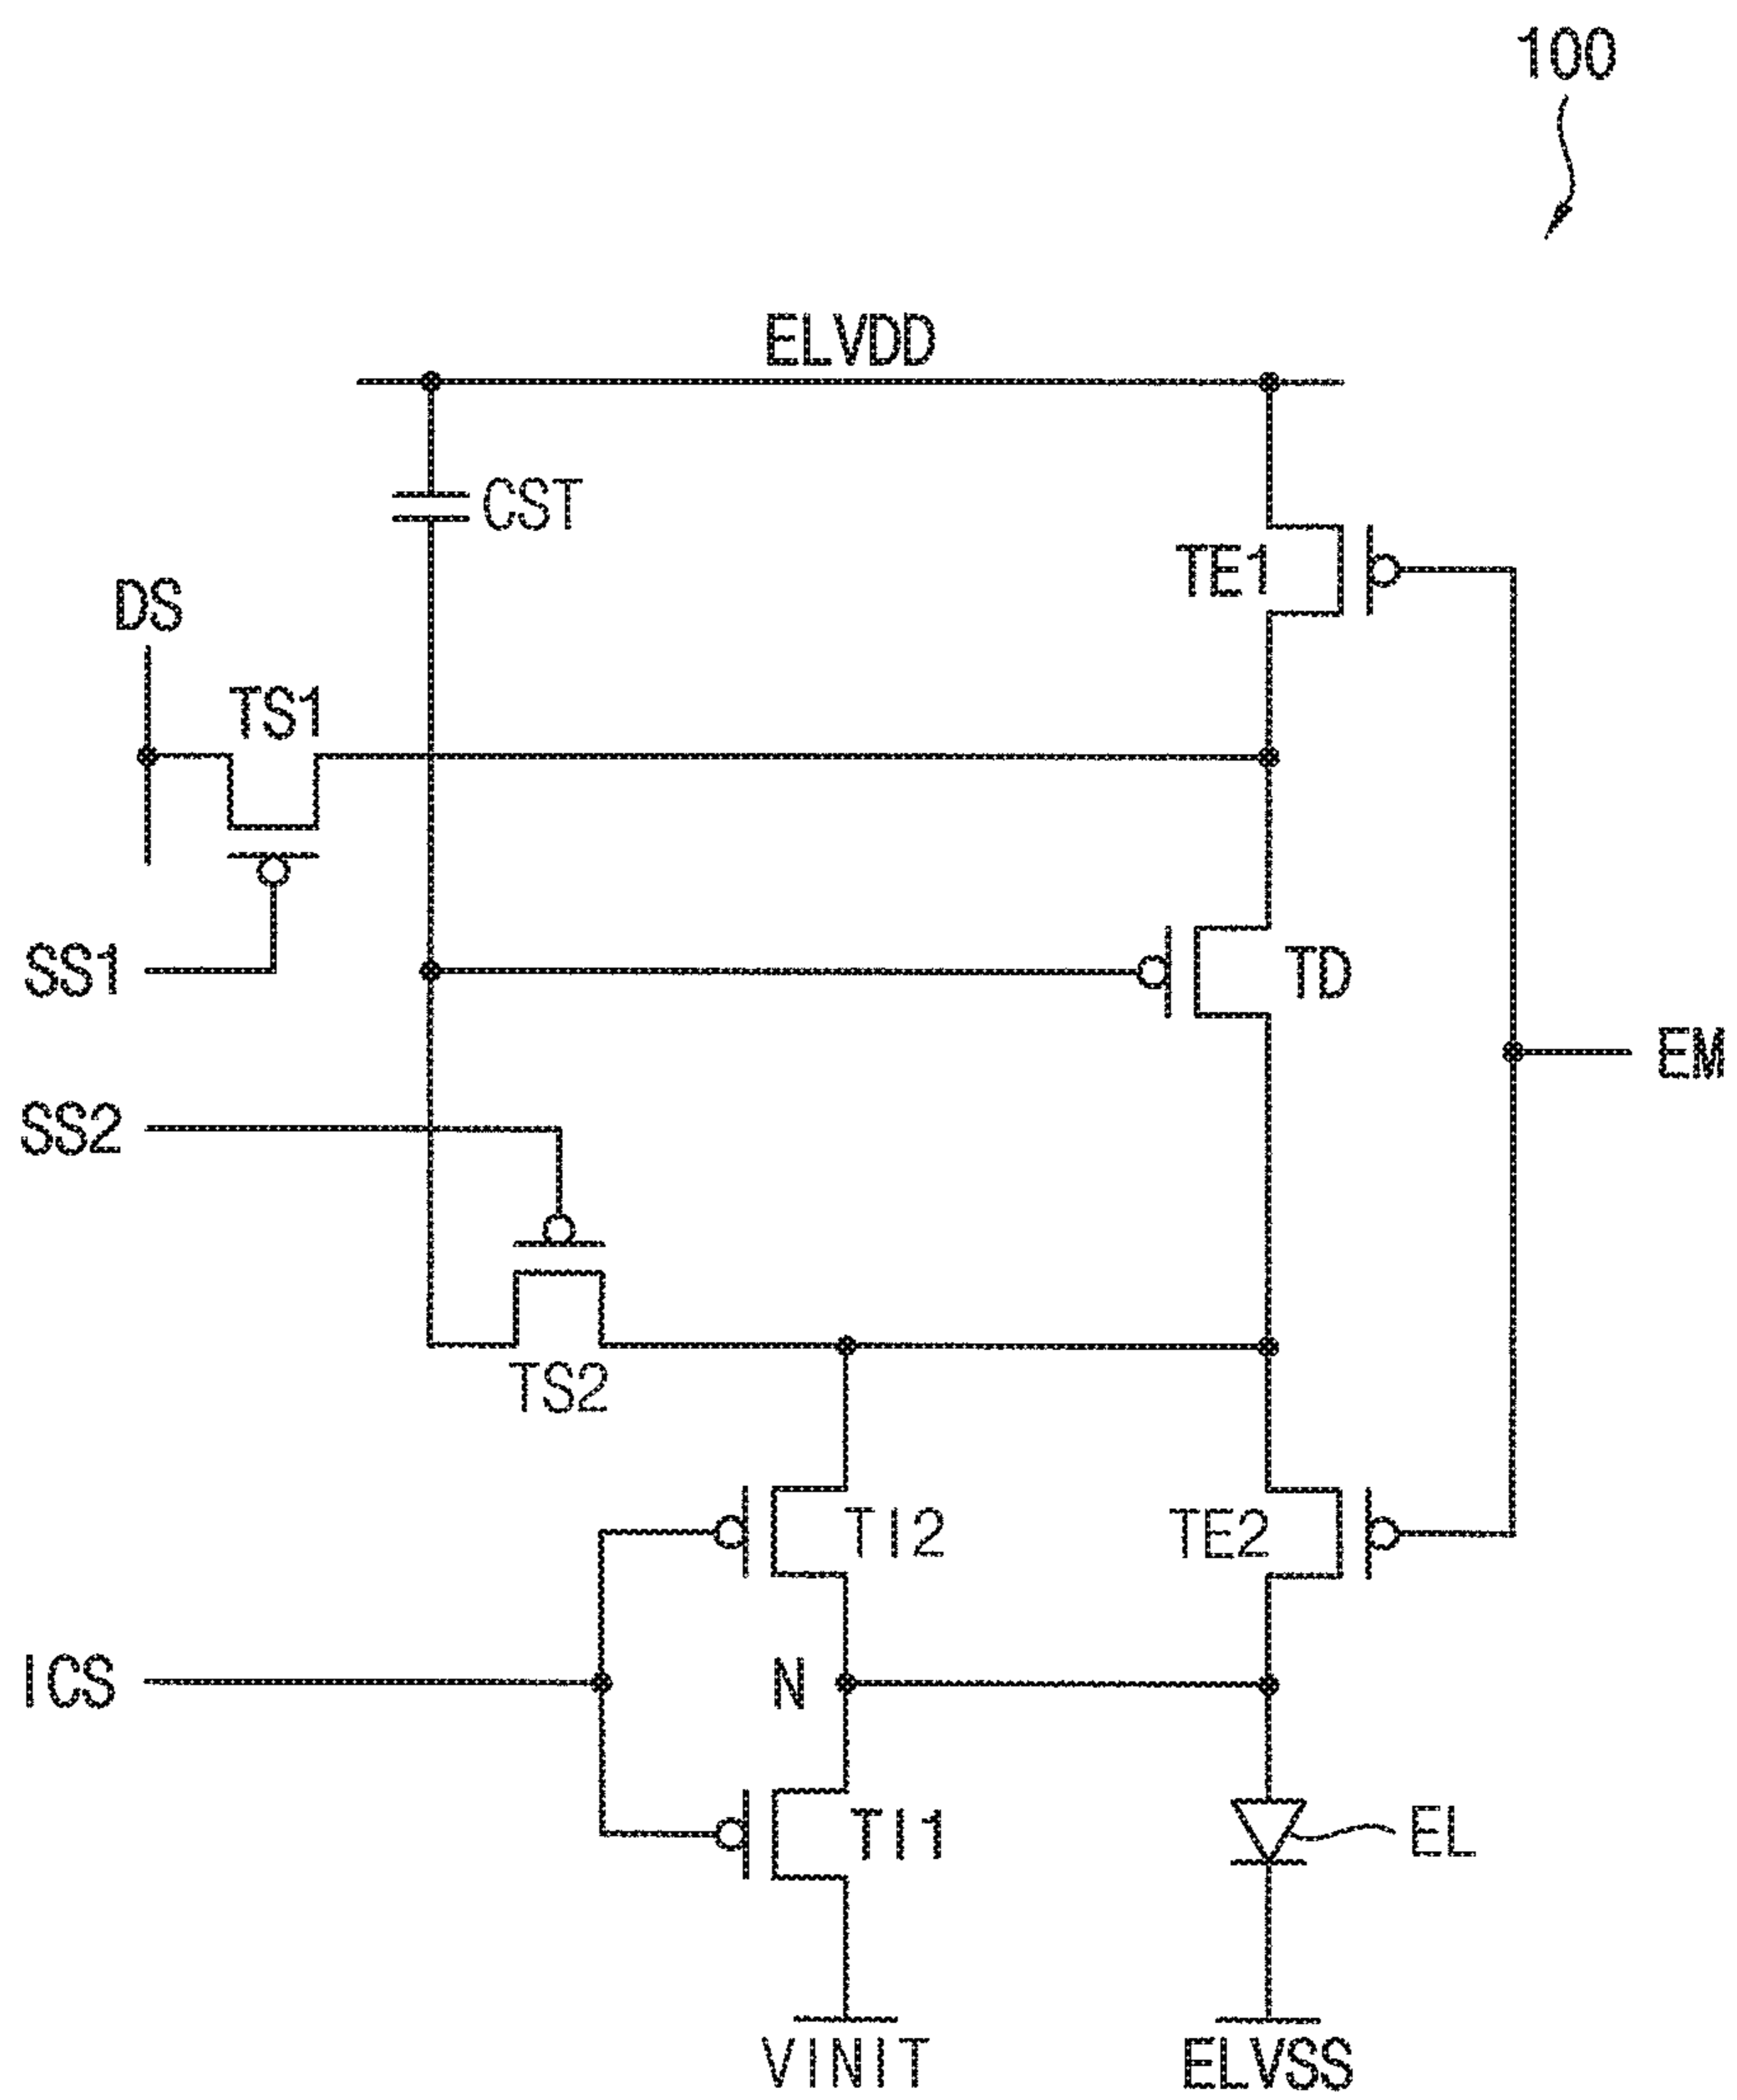 100
ELVDD
CST
TE1
DS
TS1
SS1
TD
EM
SS2
TS2
TI2
TE2
ICS
N
TI1
EL
VINIT
ELVSS